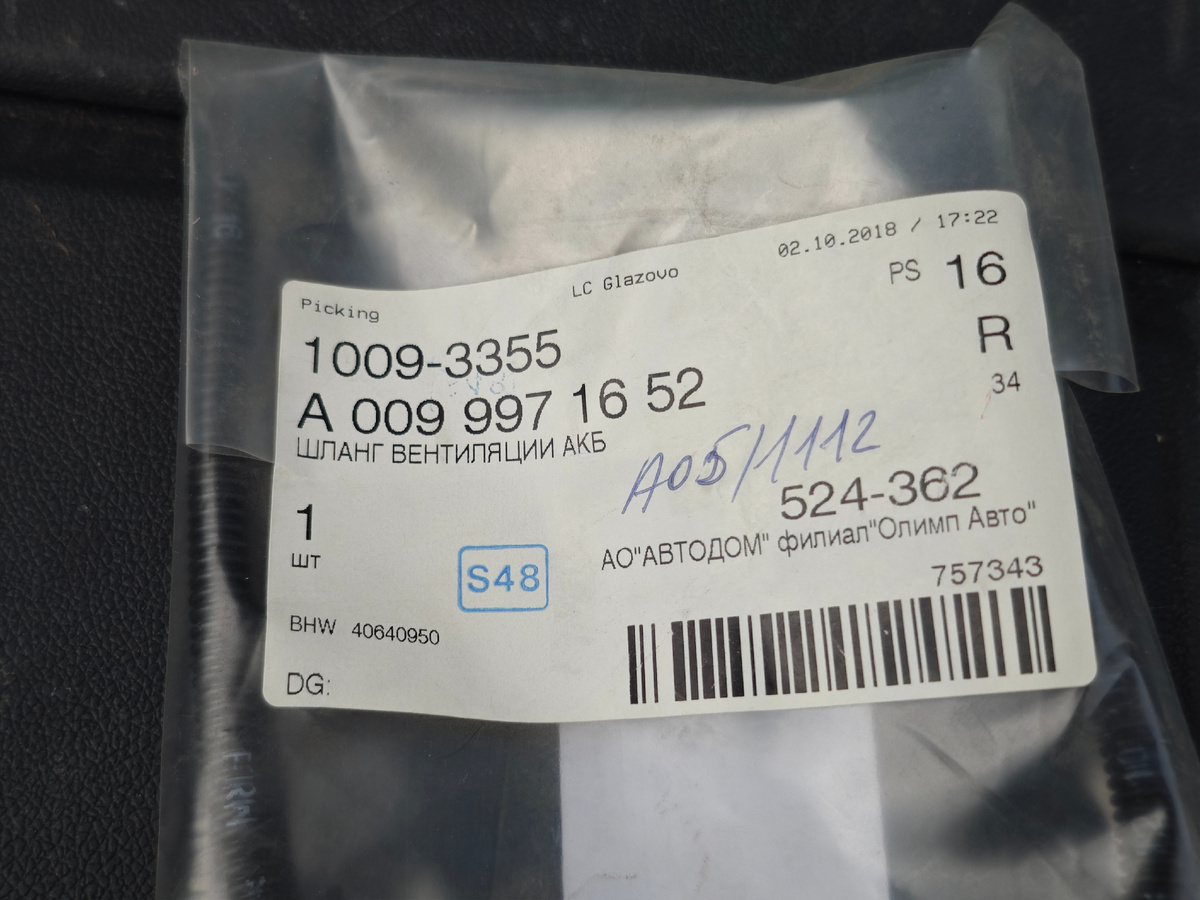 02.10.2018 / 17:22
LC Glazovo
PS 16
Picking
1009-3355
R
A 009 997 16 52
34
ШЛАНГ ВЕНТИЛЯЦИИ АКБ
A05/1112
524-362
1
шт
АО"АВТОДОМ" филиал"Олимп Авто"
S48
757343
BHW 40640950
DG: